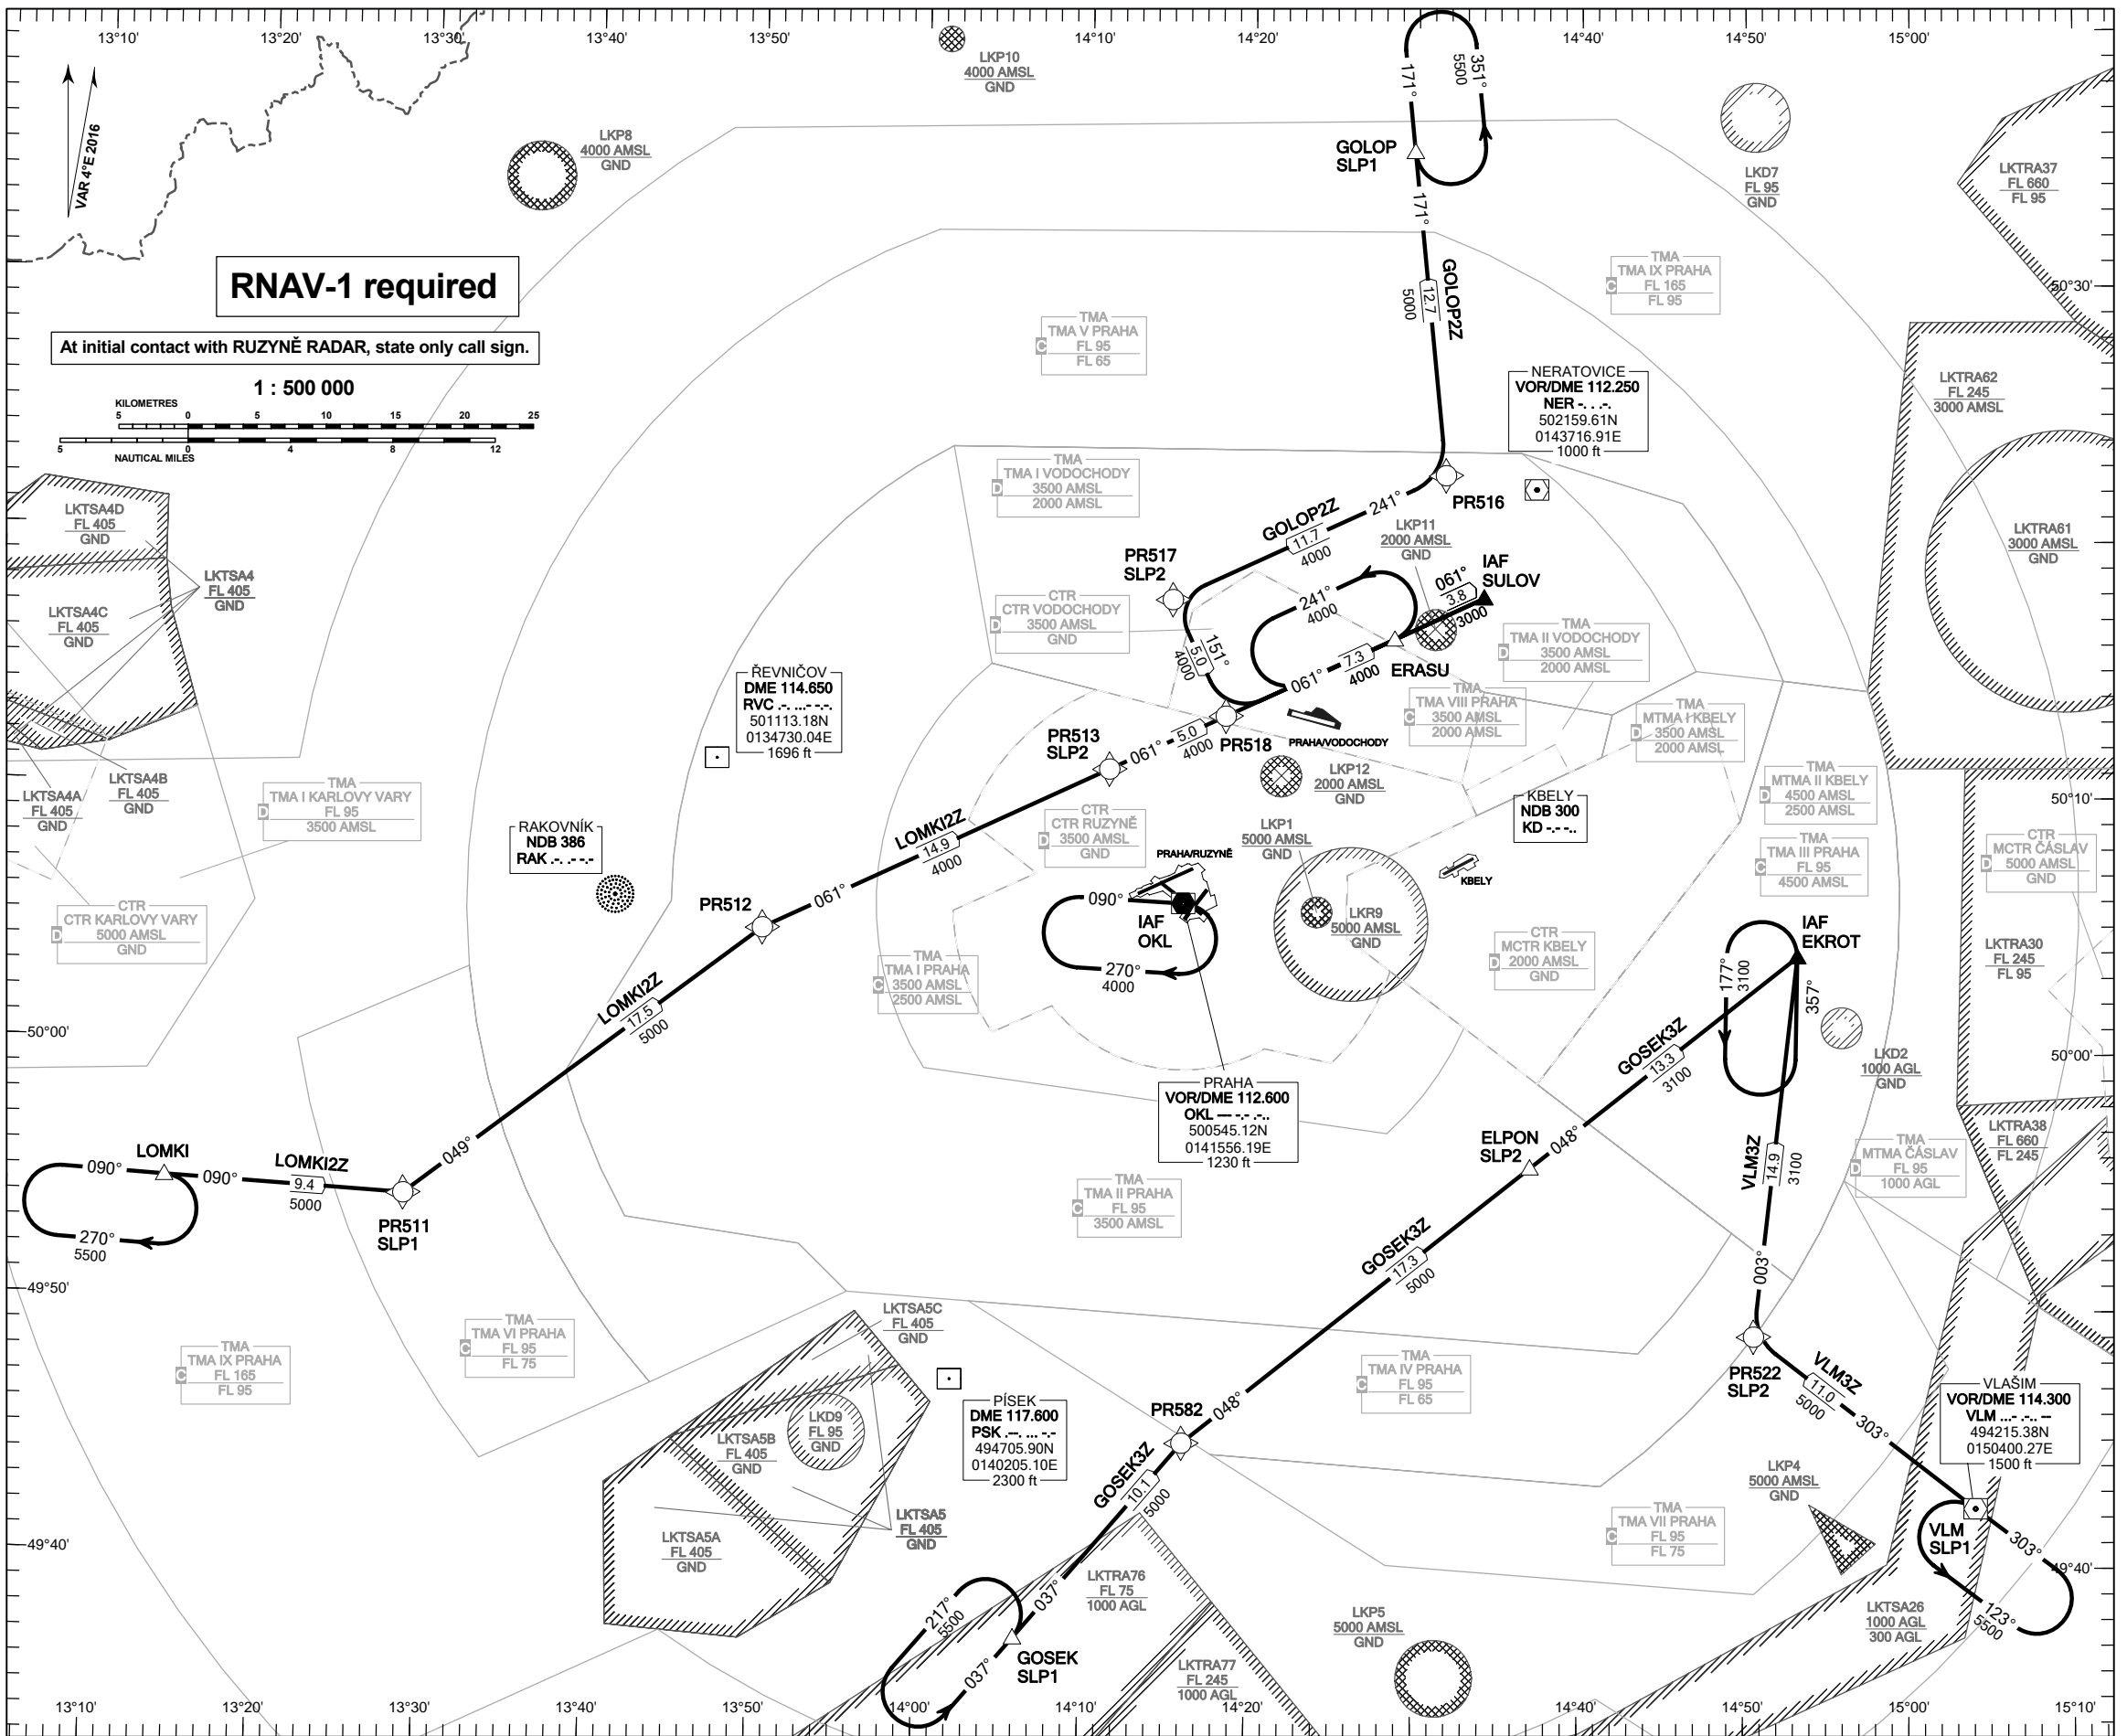 13°10'
13°20'
13°30'
13°40'
13°50'
14°10'
14°20'
14°40'
14°50'
15°00'
VAR 4°E 2016
LKP10
4000 AMSL
GND
LKP8
4000 AMSL
GND
171°
351°
5500
GOLOP
SLP1
171°
LKD7
FL 95
GND
LKTRA37
FL 660
FL 95
RNAV-1 required
At initial contact with RUZYNĚ RADAR, state only call sign.
1 : 500 000
KILOMETRES
5 0 5 10 15 20 25
5 0 4 8 12
NAUTICAL MILES
TMA
TMA V PRAHA
C
FL 95
FL 65
GOLOP2Z
12.7
5000
TMA
TMA IX PRAHA
C
FL 165
FL 95
50°30'
NERATOVICE
VOR/DME 112.250
NER -. . .-.
502159.61N
0143716.91E
1000 ft
LKTRA62
FL 245
3000 AMSL
LKTSA4D
FL 405
GND
TMA
TMA I VODOCHODY
D
3500 AMSL
2000 AMSL
PR516
GOLOP2Z
241°
11.7
4000
LKP11
2000 AMSL
GND
LKTRA61
3000 AMSL
GND
LKTSA4
FL 405
GND
LKTSA4C
FL 405
GND
PR517
SLP2
CTR
CTR VODOCHODY
D
3500 AMSL
GND
151°
5.0
4000
241°
4000
061°
3.8
3000
IAF
SULOV
ERASU
061°
7.3
4000
TMA
TMA II VODOCHODY
D
3500 AMSL
2000 AMSL
TMA
TMA VIII PRAHA
C
3500 AMSL
2000 AMSL
TMA
MTMA I KBELY
D
3500 AMSL
2000 AMSL
ŘEVNIČOV
DME 114.650
RVC .-. ...- -.-.
501113.18N
0134730.04E
1696 ft
PR513
SLP2
061°
5.0
4000
PR518
PRAHA/VODOCHODY
LKP12
2000 AMSL
GND
TMA
MTMA II KBELY
D
4500 AMSL
2500 AMSL
50°10'
LKTSA4B
FL 405
GND
LKTSA4A
FL 405
GND
TMA
TMA I KARLOVY VARY
D
FL 95
3500 AMSL
RAKOVNÍK
NDB 386
RAK .-. .- -.-
LOMKI2Z
14.9
4000
061°
CTR
CTR RUZYNĚ
D
3500 AMSL
GND
LKP1
5000 AMSL
GND
KBELY
NDB 300
KD -.- -..
KBELY
TMA
TMA III PRAHA
C
FL 95
4500 AMSL
CTR
MCTR ČÁSLAV
D
5000 AMSL
GND
CTR
CTR KARLOVY VARY
D
5000 AMSL
GND
PR512
PRAHA/RUZYNĚ
090°
IAF
OKL
270°
4000
LKR9
5000 AMSL
GND
CTR
MCTR KBELY
D
2000 AMSL
GND
IAF
EKROT
177°
3100
357°
LKTRA30
FL 245
FL 95
TMA
TMA I PRAHA
C
3500 AMSL
2500 AMSL
LOMKI2Z
17.5
5000
50°00'
50°00'
GOSEK3Z
13.3
3100
LKD2
1000 AGL
GND
PRAHA
VOR/DME 112.600
OKL --- -.- .-..
500545.12N
0141556.19E
1230 ft
LOMKI
090°
090°
LOMKI2Z
9.4
5000
049°
270°
5500
PR511
SLP1
ELPON
SLP2
048°
VLM3Z
14.9
3100
LKTRA38
FL 660
FL 245
TMA
MTMA ČÁSLAV
D
FL 95
1000 AGL
TMA
TMA II PRAHA
C
FL 95
3500 AMSL
GOSEK3Z
17.3
5000
003°
49°50'
TMA
TMA VI PRAHA
C
FL 95
FL 75
TMA
TMA IX PRAHA
C
FL 165
FL 95
LKTSA5C
FL 405
GND
PÍSEK
DME 117.600
PSK .--. ... -.-
494705.90N
0140205.10E
2300 ft
LKD9
FL 95
GND
LKTSA5B
FL 405
GND
TMA
TMA IV PRAHA
C
FL 95
FL 65
PR582
048°
PR522
SLP2
VLM3Z
11.0
5000
303°
VLAŠIM
VOR/DME 114.300
VLM ...- .-.. --
494215.38N
0150400.27E
1500 ft
GOSEK3Z
10.1
5000
LKP4
5000 AMSL
GND
LKTSA5
FL 405
GND
LKTSA5A
FL 405
GND
TMA
TMA VII PRAHA
C
FL 95
FL 75
VLM
SLP1
303°
49°40'
49°40'
123°
5500
LKTRA76
FL 75
1000 AGL
037°
217°
5500
037°
GOSEK
SLP1
LKTRA77
FL 245
1000 AGL
LKP5
5000 AMSL
GND
LKTSA26
1000 AGL
300 AGL
13°10'
13°20'
13°30'
13°40'
13°50'
14°00'
14°10'
14°20'
14°40'
14°50'
15°00'
15°10'